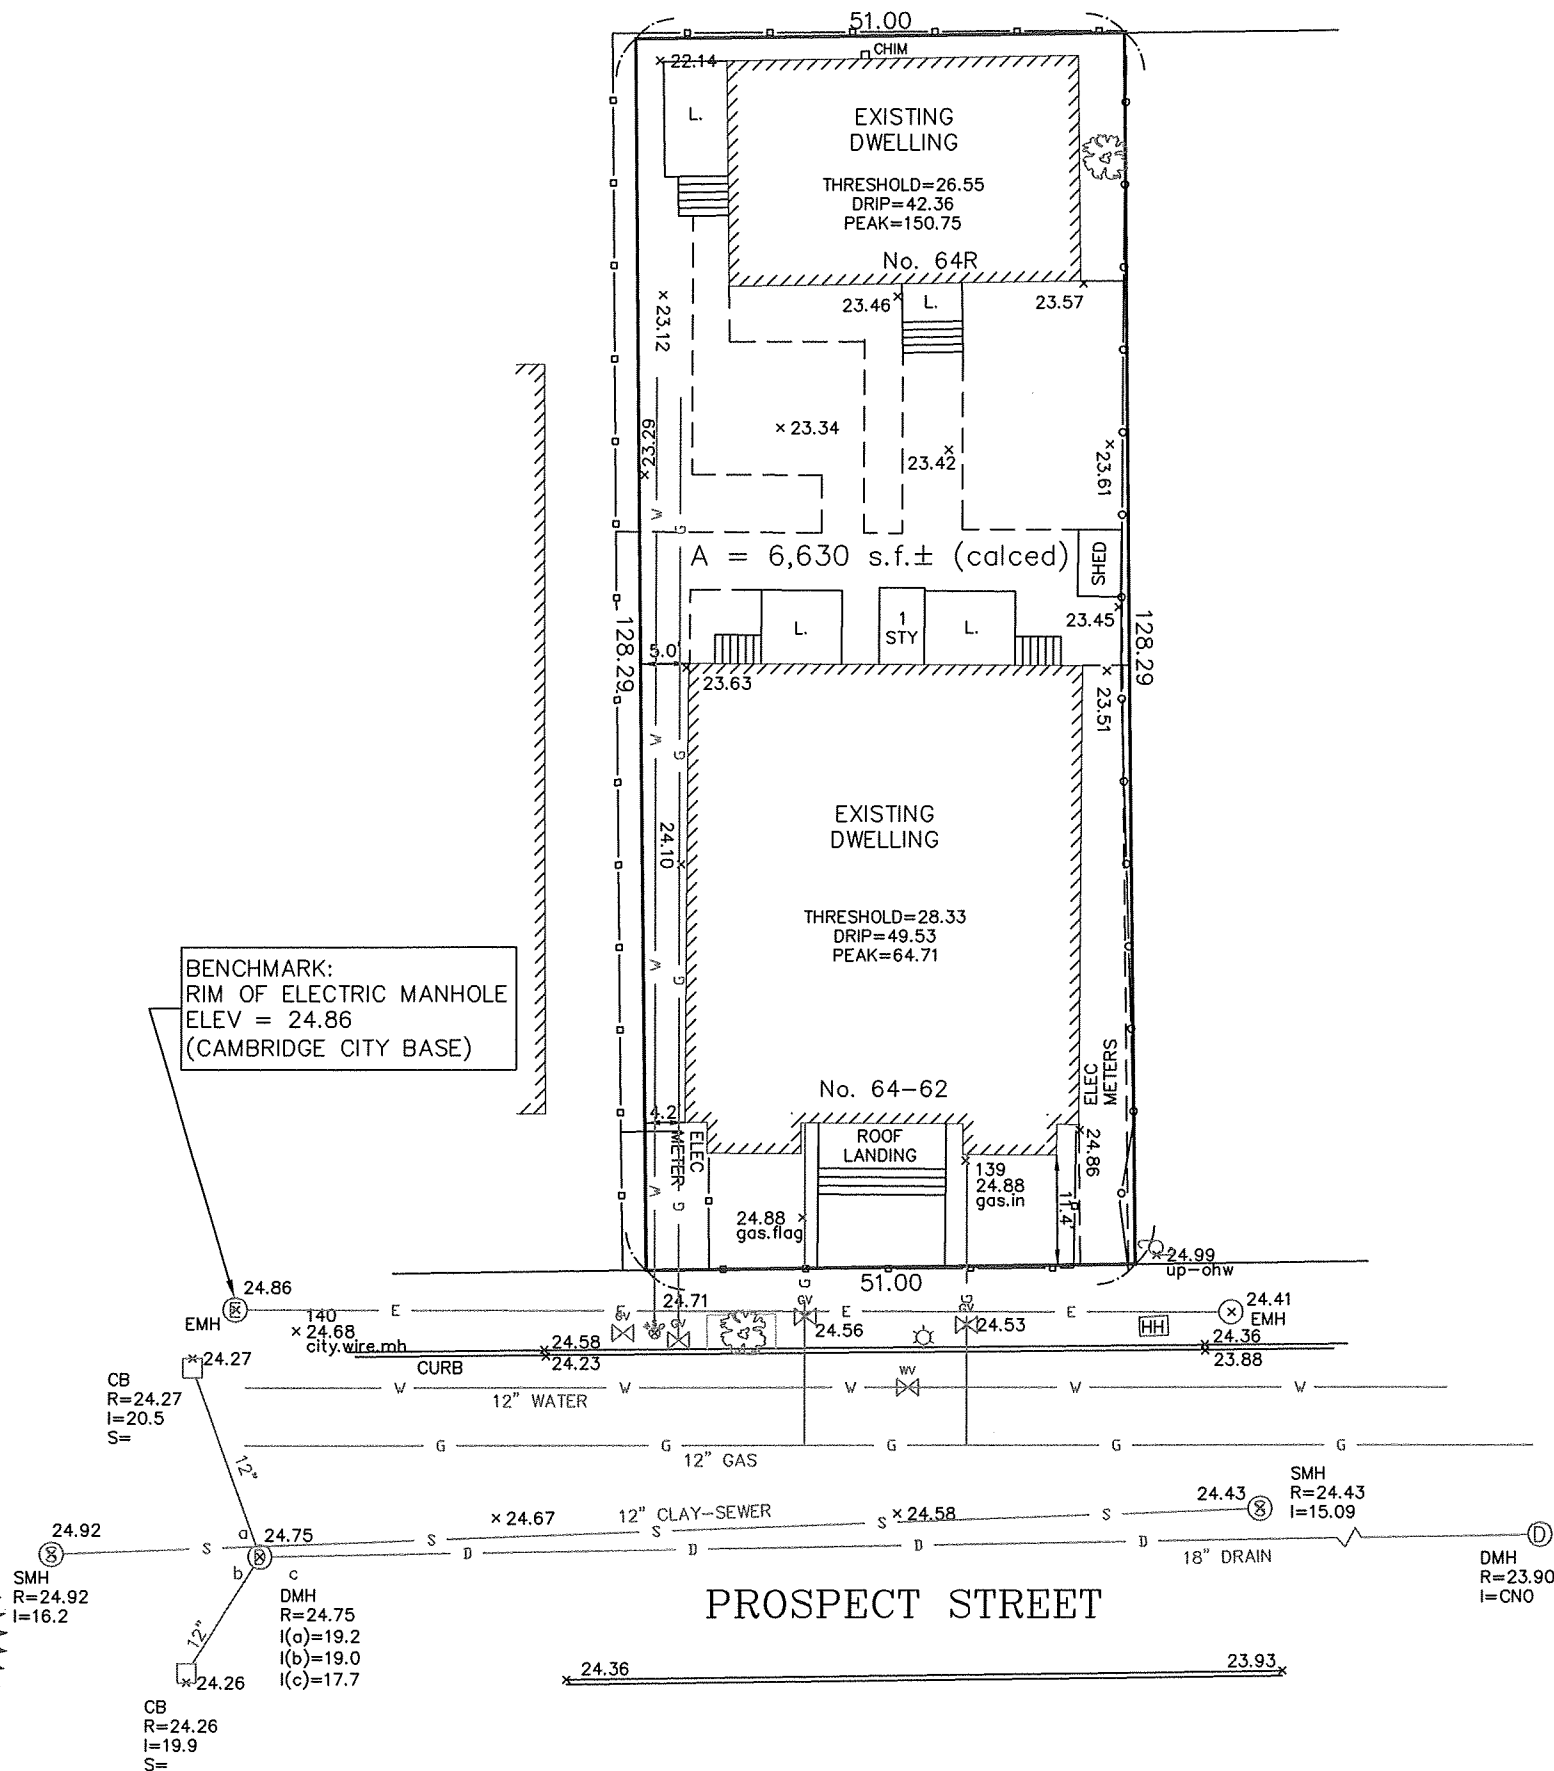 51.00
CHIM
22.14
L.
EXISTING
DWELLING
THRESHOLD=26.55
DRIP=42.36
PEAK=150.75
No. 64R
23.46
L.
23.57
23.12
23.29
23.34
23.42
23.61
W
G
A = 6,630 s.f.± (calced)
SHED
128.29
L.
1
STY
L.
23.45
128.29
5.0'
23.63
23.51
W
G
EXISTING
DWELLING
24.10
THRESHOLD=28.33
DRIP=49.53
PEAK=64.71
W
G
BENCHMARK:
RIM OF ELECTRIC MANHOLE
ELEV = 24.86
(CAMBRIDGE CITY BASE)
No. 64-62
ELEC
METERS
4.2'
ELEC
METER
ROOF
LANDING
24.86
139
24.88
gas.in
W
G
24.88
gas.flag
11.4'
24.99
up-ohw
51.00
G
G
24.86
EMH
E
E
24.71
E
E
24.41
EMH
140
24.68
city.wire.mh
GV
GV
GV
24.56
GV
24.53
HH
24.58
24.23
24.36
23.88
CURB
24.27
CB
R=24.27
I=20.5
S=
W
12" WATER
W
W
WV
W
W
12"
G
G
12" GAS
G
G
G
SMH
R=24.43
I=15.09
24.43
24.92
SMH
R=24.92
I=16.2
S
a
24.75
S
24.67
12" CLAY-SEWER
S
S
24.58
S
b
c
D
D
D
D
18" DRAIN
D
DMH
R=23.90
I=CNO
DMH
R=24.75
I(a)=19.2
I(b)=19.0
I(c)=17.7
12"
PROSPECT STREET
24.26
CB
R=24.26
I=19.9
S=
24.36
23.93